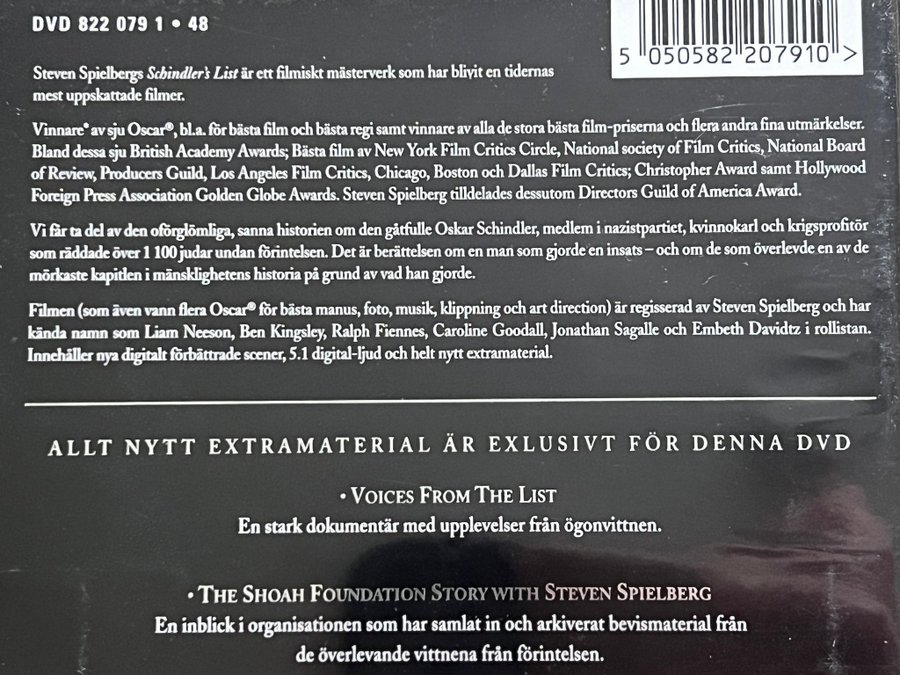 DVD 822 079 1 • 48
5 050582 207910 >
Steven Spielbergs Schindler's List är ett filmiskt mästerverk som har blivit en tidernas
mest uppskattade filmer.
Vinnare* av sju Oscar®, bl.a. för bästa film och bästa regi samt vinnare av alla de stora bästa film-priserna och flera andra fina utmärkelser.
Bland dessa sju British Academy Awards; Bästa film av New York Film Critics Circle, National society of Film Critics, National Board
of Review, Producers Guild, Los Angeles Film Critics, Chicago, Boston och Dallas Film Critics; Christopher Award samt Hollywood
Foreign Press Association Golden Globe Awards. Steven Spielberg tilldelades dessutom Directors Guild of America Award.
Vi får ta del av den oförglömliga, sanna historien om den gåtfulle Oskar Schindler, medlem i nazistpartiet, kvinnokarl och krigsprofitör
som räddade över 1 100 judar undan förintelsen. Det är berättelsen om en man som gjorde en insats – och om de som överlevde en av de
mörkaste kapitlen i mänsklighetens historia på grund av vad han gjorde.
Filmen (som även vann flera Oscar® för bästa manus, foto, musik, klippning och art direction) är regisserad av Steven Spielberg och har
kända namn som Liam Neeson, Ben Kingsley, Ralph Fiennes, Caroline Goodall, Jonathan Sagalle och Embeth Davidtz i rollistan.
Innehåller nya digitalt förbättrade scener, 5.1 digital-ljud och helt nytt extramaterial.
ALLT NYTT EXTRAMATERIAL ÄR EXLUSIVT FÖR DENNA DVD
• VOICES FROM THE LIST
En stark dokumentär med upplevelser från ögonvittnen.
• THE SHOAH FOUNDATION STORY WITH STEVEN SPIELBERG
En inblick i organisationen som har samlat in och arkiverat bevismaterial från
de överlevande vittnena från förintelsen.